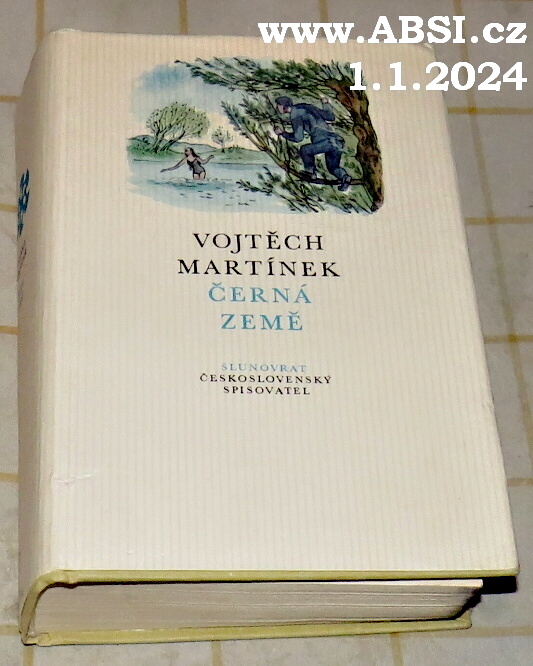 www.ABSI.cz
1.1.2024
VOJTĚCH
MARTÍNEK
ČERNÁ
ZEMĚ
SLUNOVRAT
ČESKOSLOVENSKÝ
SPISOVATEL